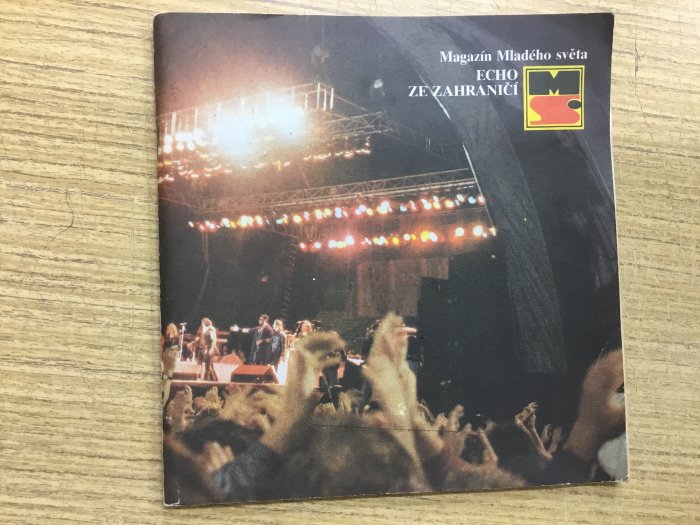 Magazín Mladého světa
ECHO
ZE ZAHRANIČÍ
MS